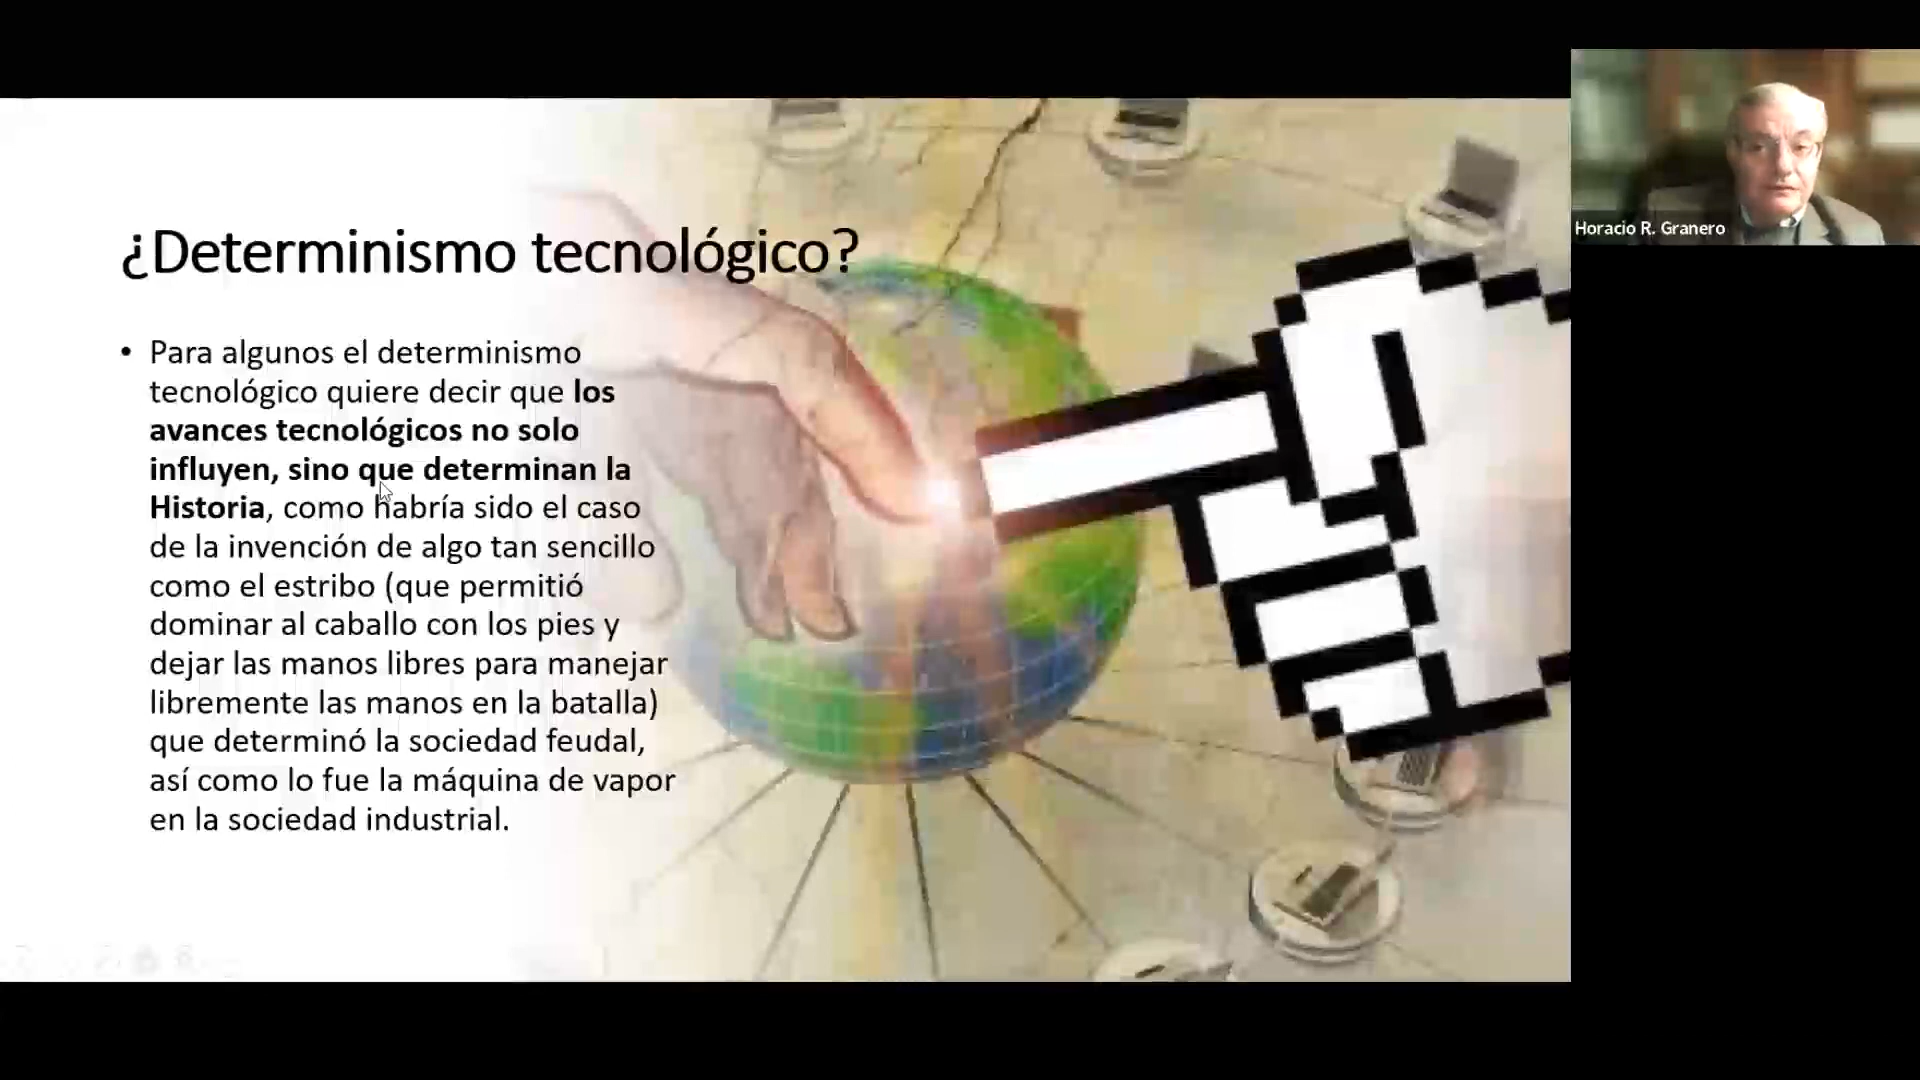 ¿Determinismo tecnológico?
• Para algunos el determinismo
tecnológico quiere decir que los
avances tecnológicos no solo
influyen, sino que determinan la
Historia, como habría sido el caso
de la invención de algo tan sencillo
como el estribo (que permitió
dominar al caballo con los pies y
dejar las manos libres para manejar
libremente las manos en la batalla)
que determinó la sociedad feudal,
así como lo fue la máquina de vapor
en la sociedad industrial.
Horacio R. Granero